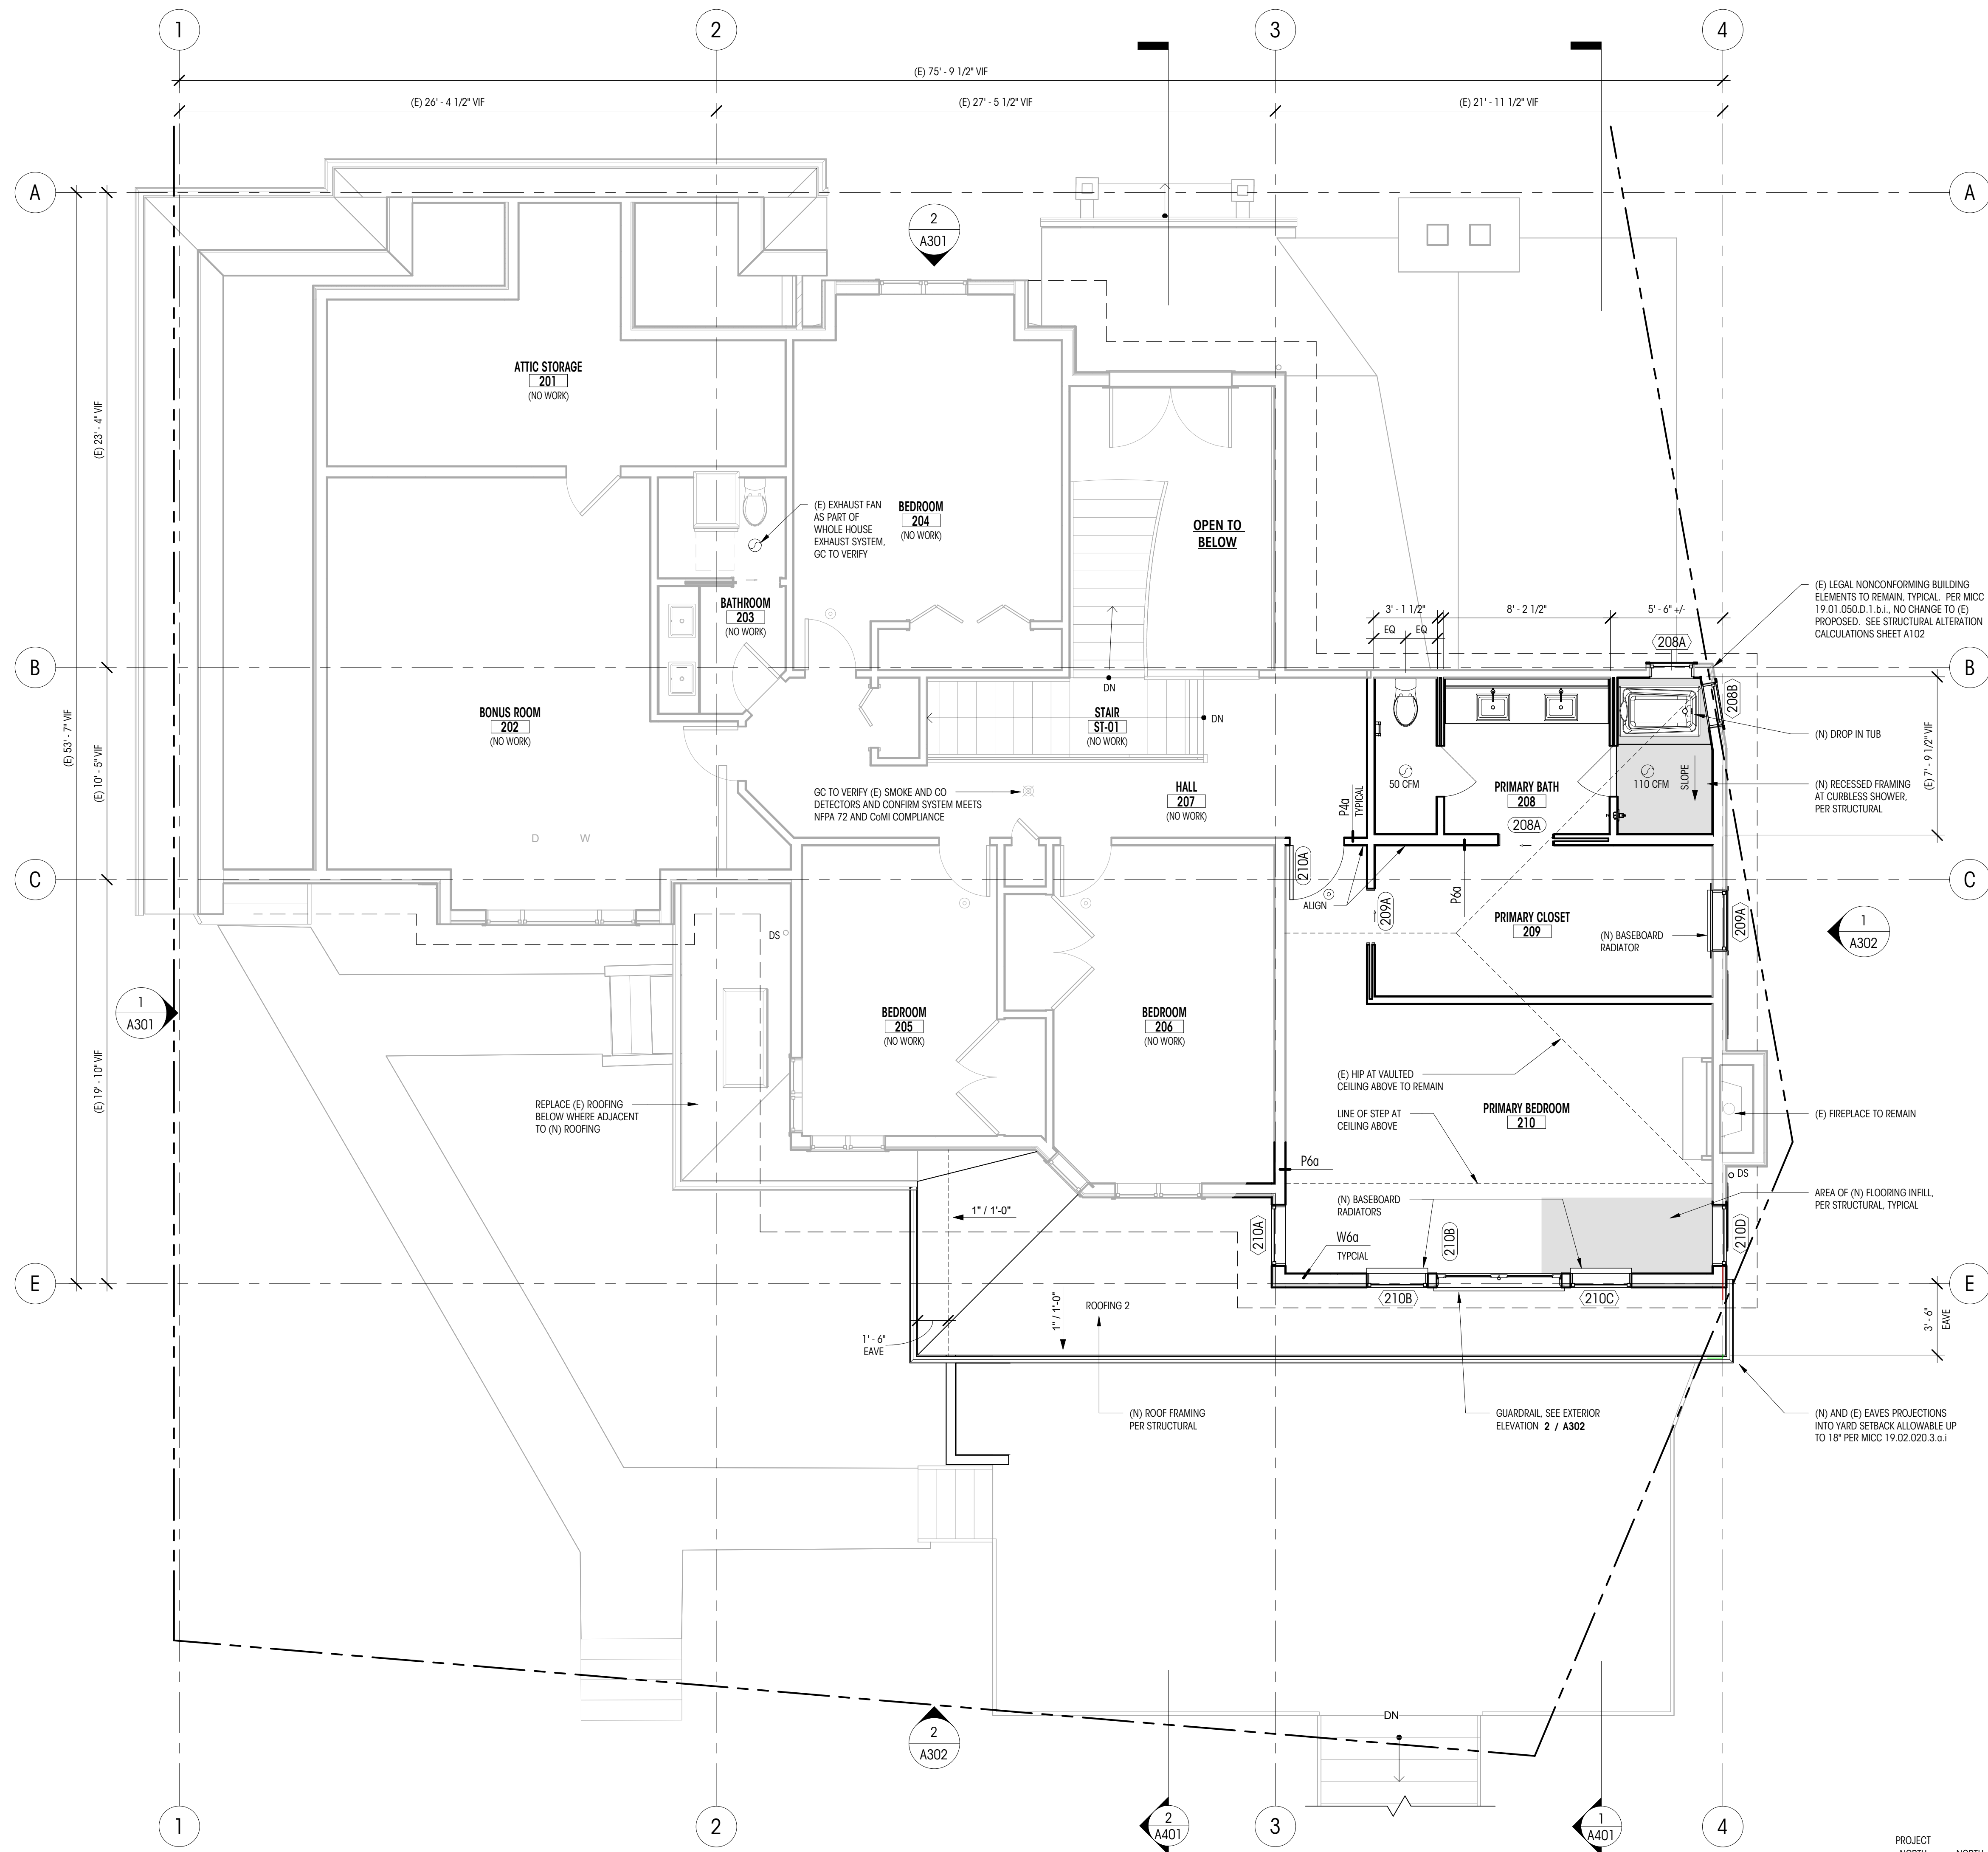 1
2
3
4
(E) 75' - 9 1/2" VIF
(E) 26' - 4 1/2" VIF
(E) 27' - 5 1/2" VIF
(E) 21' - 11 1/2" VIF
A
A
2
A301
(E) 23' - 4" VIF
(E) 53' - 7" VIF
ATTIC STORAGE
201
(NO WORK)
(E) EXHAUST FAN
AS PART OF
WHOLE HOUSE
EXHAUST SYSTEM,
GC TO VERIFY
BEDROOM
204
(NO WORK)
OPEN TO
BELOW
BATHROOM
203
(NO WORK)
3' - 1 1/2"
8' - 2 1/2"
5' - 6" +/-
EQ
EQ
208A
(E) LEGAL NONCONFORMING BUILDING
ELEMENTS TO REMAIN, TYPICAL. PER MICC
19.01.050.D.1.b.i., NO CHANGE TO (E)
PROPOSED. SEE STRUCTURAL ALTERATION
CALCULATIONS SHEET A102
B
B
DN
BONUS ROOM
202
(NO WORK)
STAIR
ST-01
(NO WORK)
DN
208B
(N) DROP IN TUB
(E) 10' - 5" VIF
(E) 7' - 9 1/2" VIF
GC TO VERIFY (E) SMOKE AND CO
DETECTORS AND CONFIRM SYSTEM MEETS
NFPA 72 AND CoMI COMPLIANCE
HALL
207
(NO WORK)
P4a
TYPICAL
50 CFM
PRIMARY BATH
208
208A
110 CFM
SLOPE
(N) RECESSED FRAMING
AT CURBLESS SHOWER,
PER STRUCTURAL
D
W
C
C
210A
ALIGN
209A
P6a
PRIMARY CLOSET
209
(N) BASEBOARD
RADIATOR
209A
1
A302
DS
1
A301
BEDROOM
205
(NO WORK)
BEDROOM
206
(NO WORK)
(E) 19' - 10" VIF
REPLACE (E) ROOFING
BELOW WHERE ADJACENT
TO (N) ROOFING
(E) HIP AT VAULTED
CEILING ABOVE TO REMAIN
LINE OF STEP AT
CEILING ABOVE
PRIMARY BEDROOM
210
(E) FIREPLACE TO REMAIN
P6a
DS
(N) BASEBOARD
RADIATORS
AREA OF (N) FLOORING INFILL,
PER STRUCTURAL, TYPICAL
1" / 1'-0"
210A
W6a
TYPCIAL
210B
210D
E
E
210B
210C
1" / 1'-0"
ROOFING 2
1' - 6"
EAVE
3' - 6"
EAVE
(N) ROOF FRAMING
PER STRUCTURAL
GUARDRAIL, SEE EXTERIOR
ELEVATION 2 / A302
(N) AND (E) EAVES PROJECTIONS
INTO YARD SETBACK ALLOWABLE UP
TO 18" PER MICC 19.02.020.3.a.i
DN
2
A302
1
2
2
A401
3
1
A401
4
PROJECT
NORTH
NORTH